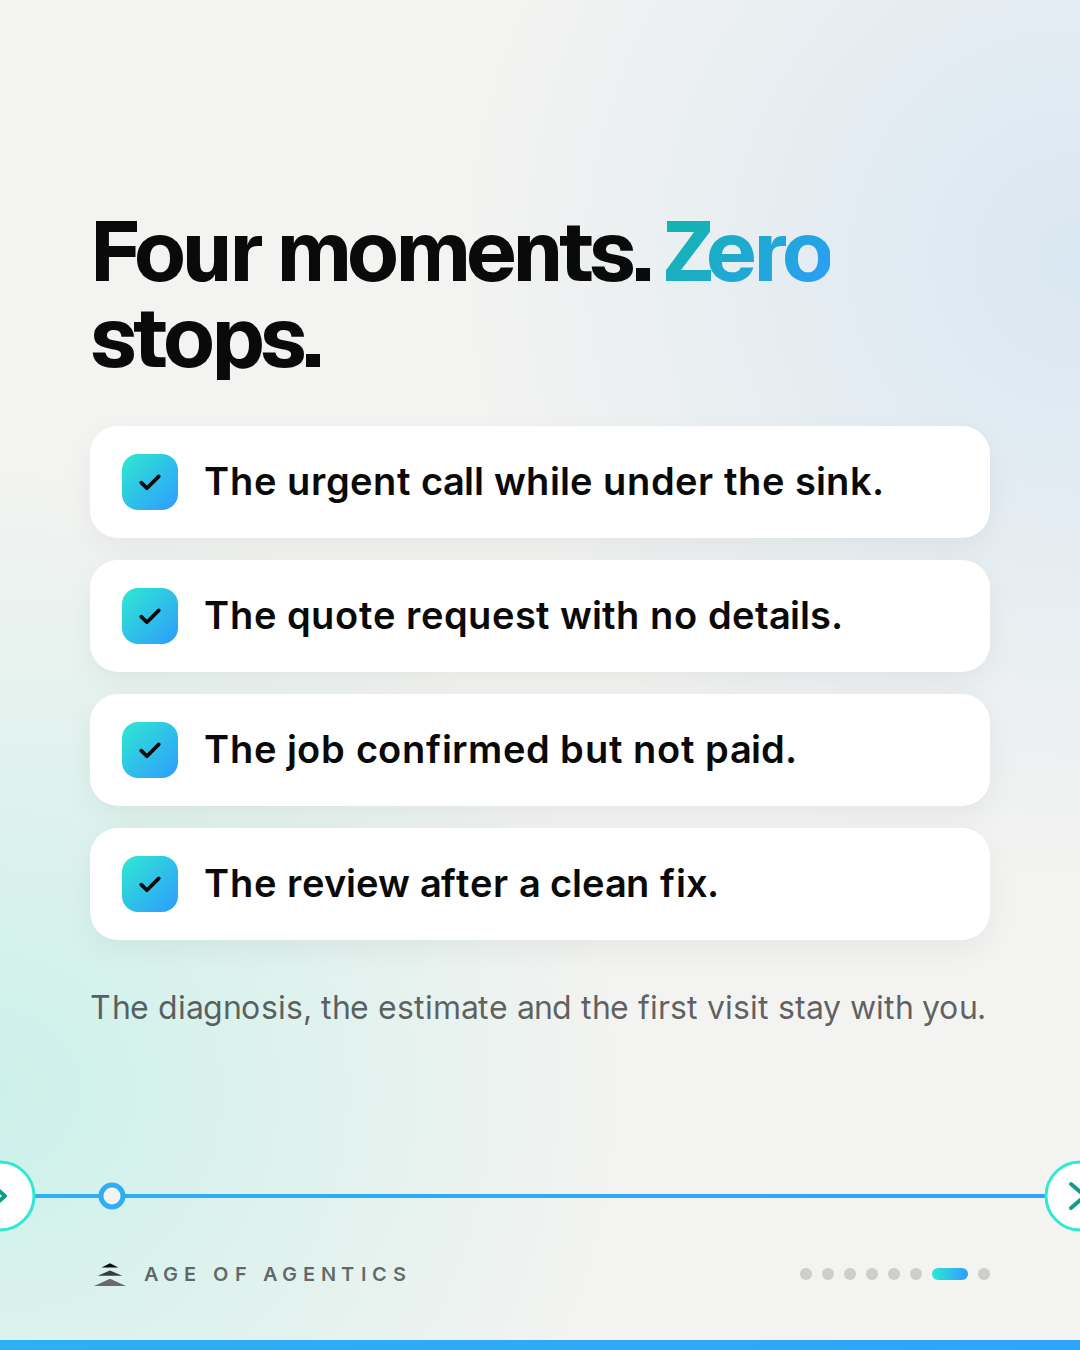 Four moments. Zero
stops.
The urgent call while under the sink.
The quote request with no details.
The job confirmed but not paid.
The review after a clean fix.
The diagnosis, the estimate and the first visit stay with you.
AGE OF AGENTICS